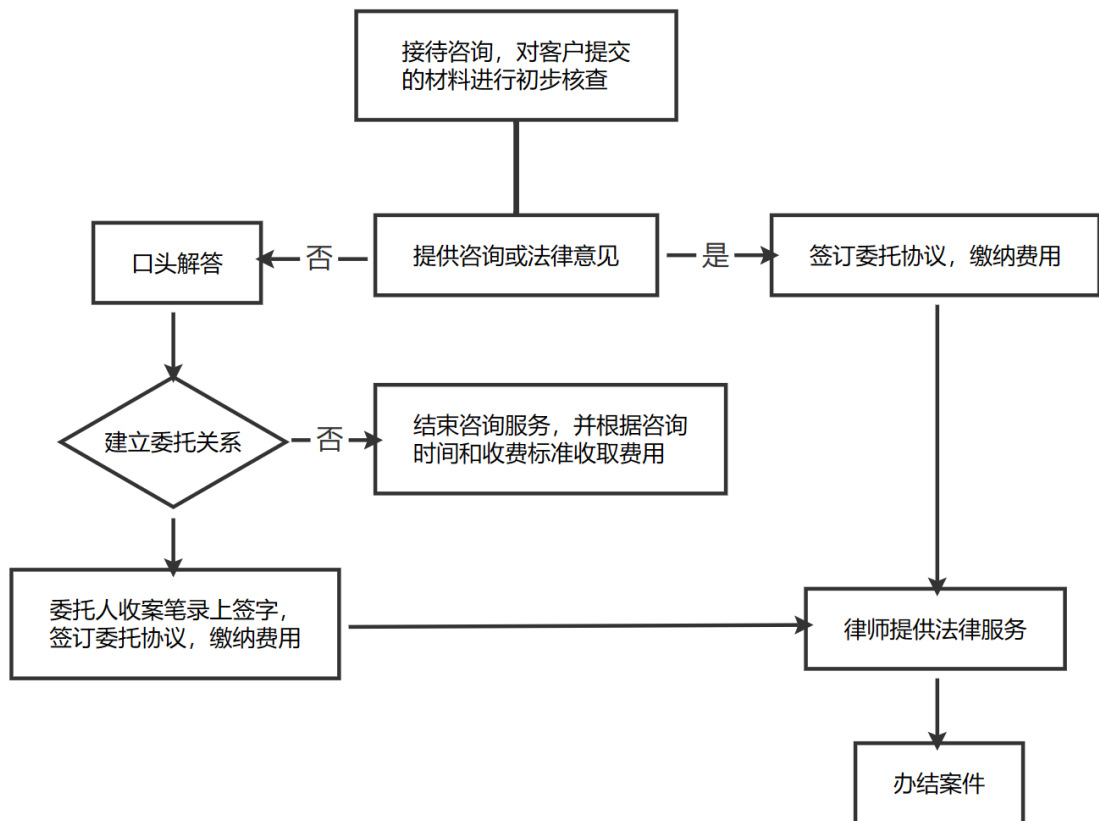 接待咨询，对客户提交
的材料进行初步核查
口头解答
否
提供咨询或法律意见
是
签订委托协议，缴纳费用
建立委托关系
否
结束咨询服务，并根据咨询
时间和收费标准收取费用
委托人收案笔录上签字，
签订委托协议，缴纳费用
律师提供法律服务
办结案件